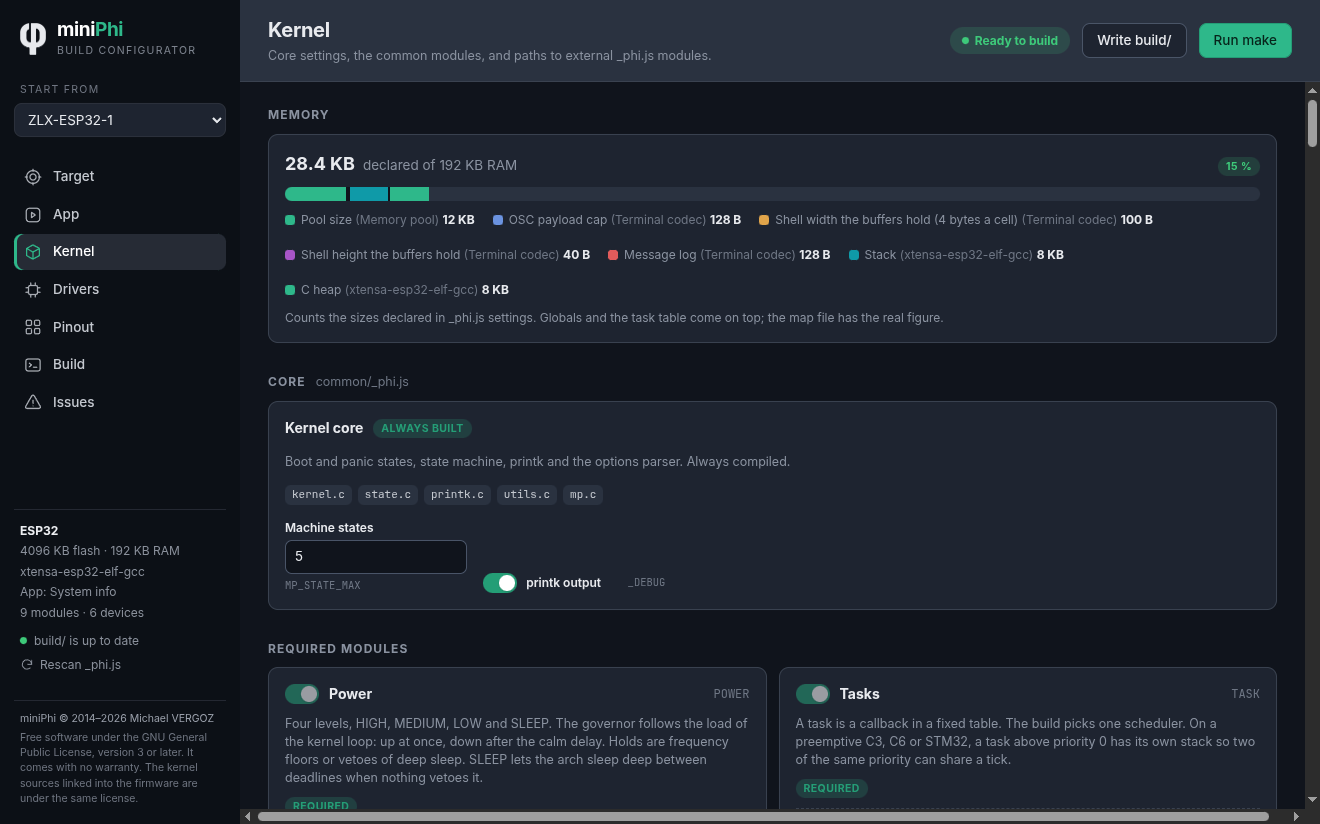 miniPhi
BUILD CONFIGURATOR
START FROM
ZLX-ESP32-1
Target
App
Kernel
Drivers
Pinout
Build
Issues
ESP32
4096 KB flash · 192 KB RAM
xtensa-esp32-elf-gcc
App: System info
9 modules · 6 devices
build/ is up to date
Rescan _phi.js
miniPhi © 2014–2026 Michael VERGOZ
Free software under the GNU General
Public License, version 3 or later. It
comes with no warranty. The kernel
sources linked into the firmware are
under the same license.
Kernel
Core settings, the common modules, and paths to external _phi.js modules.
Ready to build
Write build/
Run make
MEMORY
28.4 KB declared of 192 KB RAM
15 %
Pool size (Memory pool) 12 KB OSC payload cap (Terminal codec) 128 B Shell width the buffers hold (4 bytes a cell) (Terminal codec) 100 B
Shell height the buffers hold (Terminal codec) 40 B Message log (Terminal codec) 128 B Stack (xtensa-esp32-elf-gcc) 8 KB
C heap (xtensa-esp32-elf-gcc) 8 KB
Counts the sizes declared in _phi.js settings. Globals and the task table come on top; the map file has the real figure.
CORE common/_phi.js
Kernel core ALWAYS BUILT
Boot and panic states, state machine, printk and the options parser. Always compiled.
kernel.c state.c printk.c utils.c mp.c
Machine states
5
MP_STATE_MAX
printk output _DEBUG
REQUIRED MODULES
Power POWER
Four levels, HIGH, MEDIUM, LOW and SLEEP. The governor follows the load of
the kernel loop: up at once, down after the calm delay. Holds are frequency
floors or vetoes of deep sleep. SLEEP lets the arch sleep deep between
deadlines when nothing vetoes it.
REQUIRED
Tasks TASK
A task is a callback in a fixed table. The build picks one scheduler. On a
preemptive C3, C6 or STM32, a task above priority 0 has its own stack so two
of the same priority can share a tick.
REQUIRED